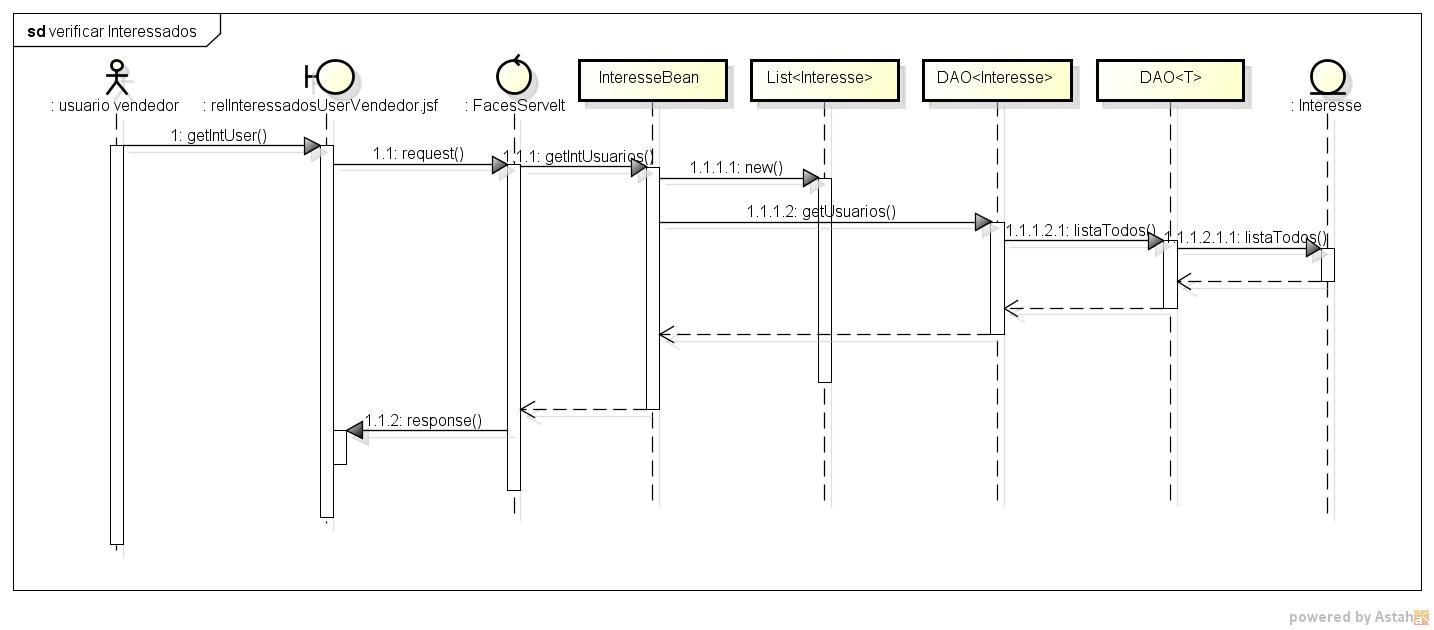 sd verificar Interessados
: usuario vendedor
: relInteressadosUserVendedor.jsf
: FacesServelt
InteresseBean
List<Interesse>
DAO<Interesse>
DAO<T>
: Interesse
1: getIntUser()
1.1: request()
1.1.1: getIntUsuarios()
1.1.1.1: new()
1.1.1.2: getUsuarios()
1.1.1.2.1: listaTodos()
1.1.1.2.1.1: listaTodos()
1.1.2: response()
powered by Astah